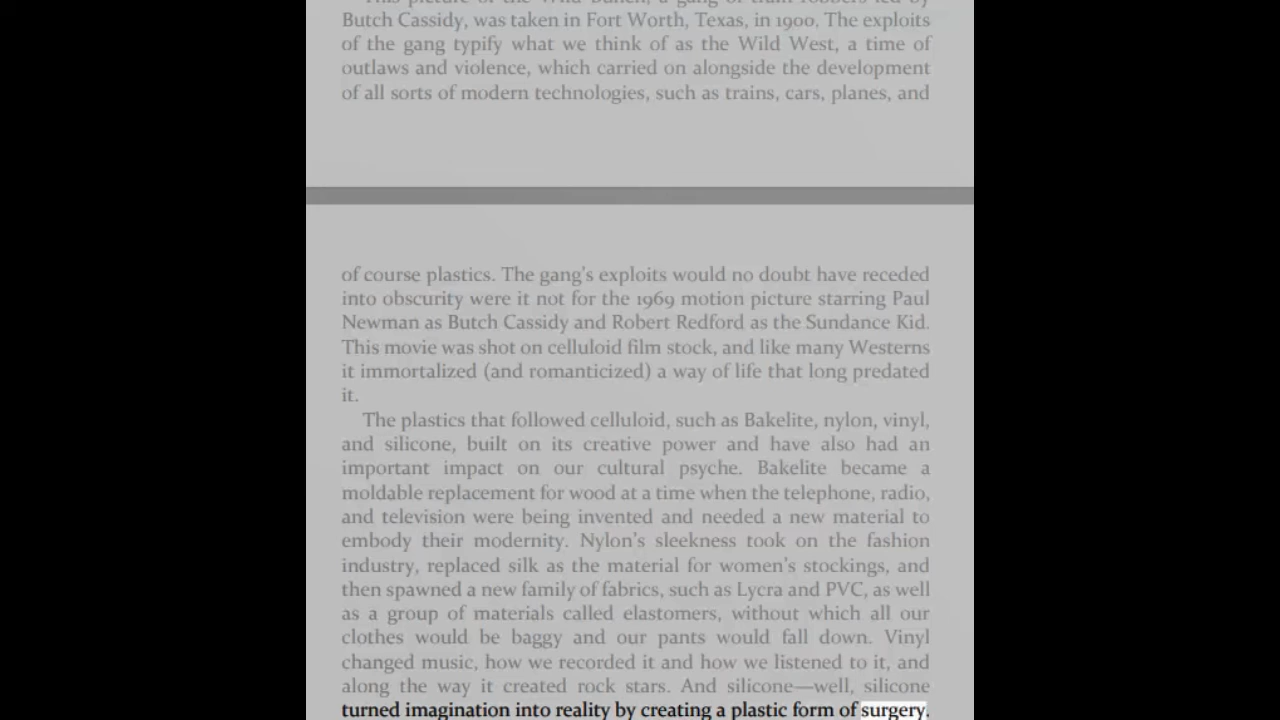 This picture of the Wild Bunch, a gang of train robbers led by
Butch Cassidy, was taken in Fort Worth, Texas, in 1900. The exploits
of the gang typify what we think of as the Wild West, a time of
outlaws and violence, which carried on alongside the development
of all sorts of modern technologies, such as trains, cars, planes, and
of course plastics. The gang’s exploits would no doubt have receded
into obscurity were it not for the 1969 motion picture starring Paul
Newman as Butch Cassidy and Robert Redford as the Sundance Kid.
This movie was shot on celluloid film stock, and like many Westerns
it immortalized (and romanticized) a way of life that long predated
it.
The plastics that followed celluloid, such as Bakelite, nylon, vinyl,
and silicone, built on its creative power and have also had an
important impact on our cultural psyche. Bakelite became a
moldable replacement for wood at a time when the telephone, radio,
and television were being invented and needed a new material to
embody their modernity. Nylon’s sleekness took on the fashion
industry, replaced silk as the material for women’s stockings, and
then spawned a new family of fabrics, such as Lycra and PVC, as well
as a group of materials called elastomers, without which all our
clothes would be baggy and our pants would fall down. Vinyl
changed music, how we recorded it and how we listened to it, and
along the way it created rock stars. And silicone—well, silicone
turned imagination into reality by creating a plastic form of surgery.